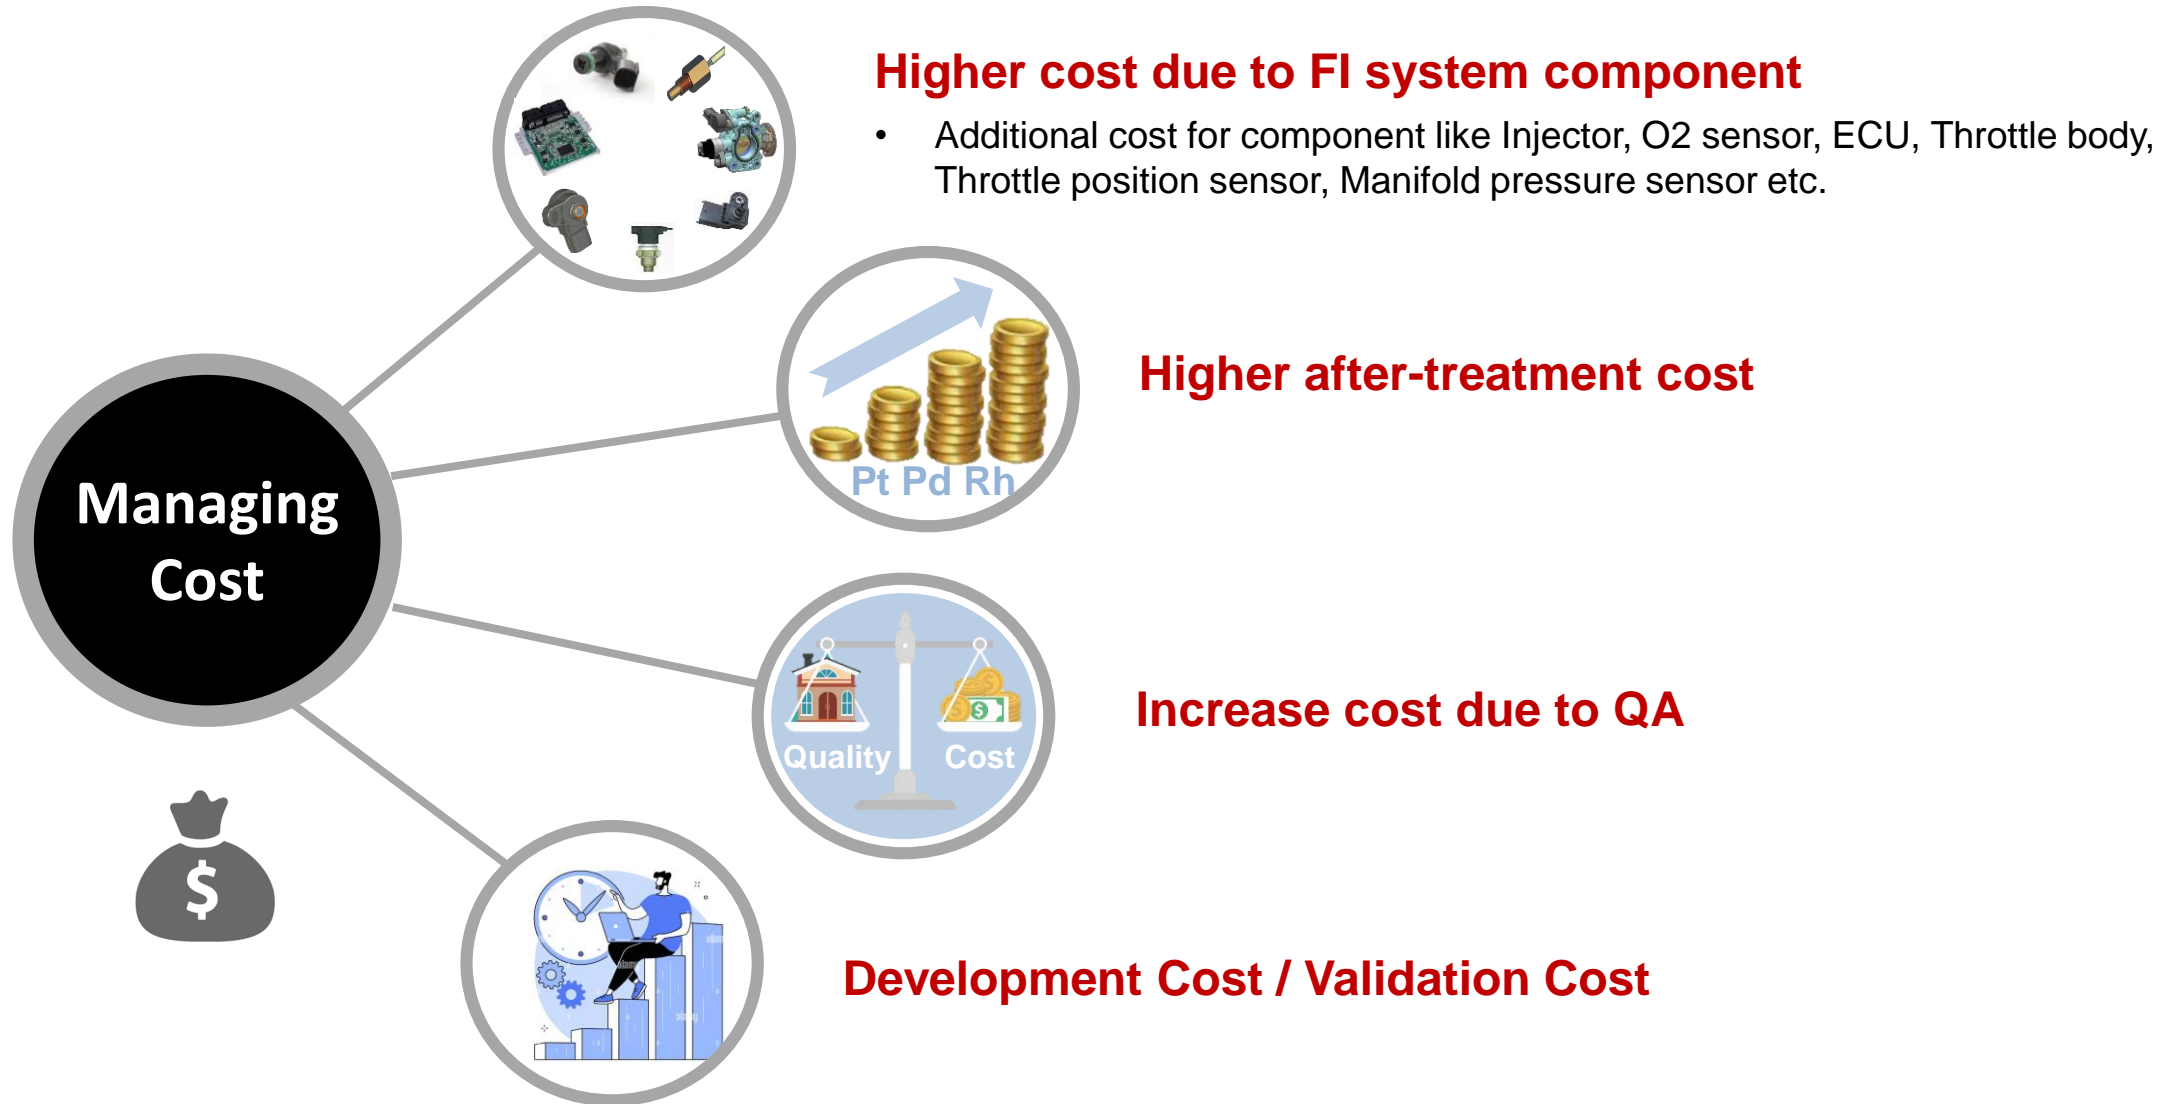 Higher cost due to FI system component
• Additional cost for component like Injector, O2 sensor, ECU, Throttle body,
Throttle position sensor, Manifold pressure sensor etc.
Pt Pd Rh
Higher after-treatment cost
Managing
Cost
Quality Cost
Increase cost due to QA
$
Development Cost / Validation Cost